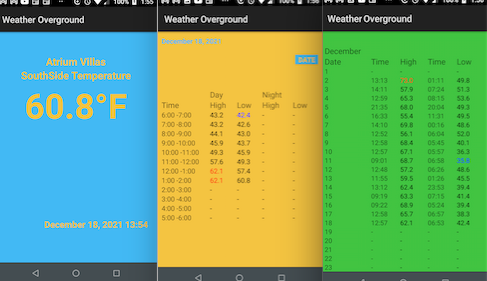 1:55
Weather Overground
Atrium Villas
SouthSide Temperature
60.8°F
December 18, 2021 13:54
1:56
Weather Overground
December 18, 2021
DATE
Day Night
Time High Low High Low
6:00 -7:00 43.2 42.4 - -
7:00 -8:00 43.2 42.6 - -
8:00 -9:00 44.1 43.0 - -
9:00 -10:00 45.9 43.7 - -
10:00 -11:00 49.3 45.9 - -
11:00 -12:00 57.6 49.3 - -
12:00 -1:00 62.1 57.4 - -
1:00 -2:00 62.1 60.8 - -
2:00 -3:00 - - - -
3:00 -4:00 - - - -
4:00 -5:00 - - - -
5:00 -6:00 - - - -
Weather Overground
December
Date Time High Time Low
1 - - - -
2 13:13 01:11 49.8
3 14:11 57.9 07:24 51.3
4 12:59 65.3 08:15 53.6
5 21:35 68.0 20:04 49.3
6 16:33 55.4 11:31 49.5
7 14:10 69.8 00:16 48.6
8 12:52 56.1 06:04 52.0
9 12:58 68.4 05:45 40.1
10 12:57 67.1 05:57 36.3
11 09:01 68.7 06:58
12 12:48 57.2 06:26 48.6
13 11:55 59.5 01:26 45.5
14 13:12 62.4 23:53 39.4
15 09:19 63.3 07:15 41.4
16 09:22 68.9 05:24 39.4
17 12:58 65.7 06:57 38.3
18 12:57 62.1 06:53 42.4
19 - - - -
20 - - - -
21 - - - -
22 - - - -
23 - - - -